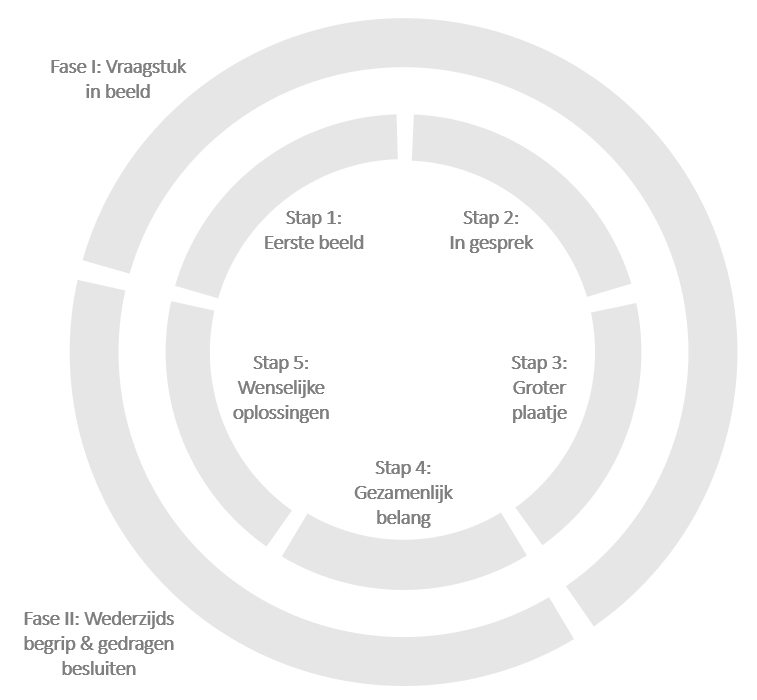 Fase I: Vraagstuk
in beeld
Stap 1:
Eerste beeld
Stap 2:
In gesprek
Stap 3:
Groter
plaatje
Stap 4:
Gezamenlijk
belang
Stap 5:
Wenselijke
oplossingen
Fase II: Wederzijds
begrip & gedragen
besluiten